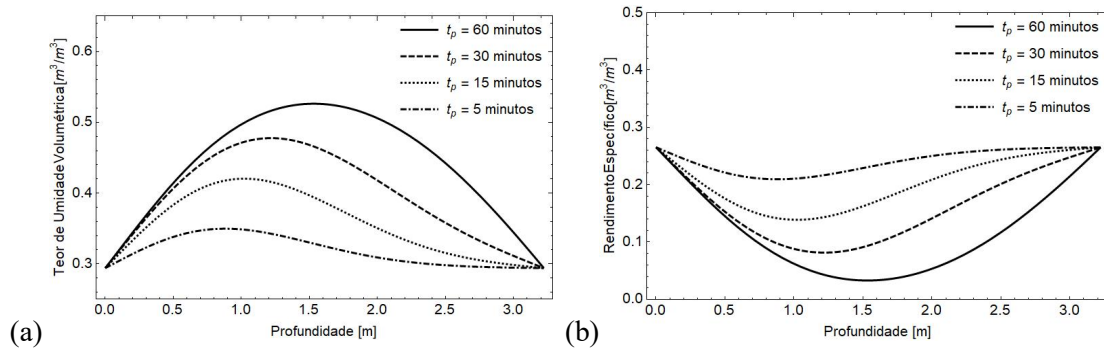 Teor de Umidade Volumétrica [m³/m³]
0.6
0.5
0.4
0.3
t_p = 60 minutos
t_p = 30 minutos
t_p = 15 minutos
t_p = 5 minutos
0.0 0.5 1.0 1.5 2.0 2.5 3.0
Profundidade [m]
(a)
Rendimento Específico [m³/m³]
0.5
0.4
0.3
0.2
0.1
0.0
t_p = 60 minutos
t_p = 30 minutos
t_p = 15 minutos
t_p = 5 minutos
0.0 0.5 1.0 1.5 2.0 2.5 3.0
Profundidade [m]
(b)